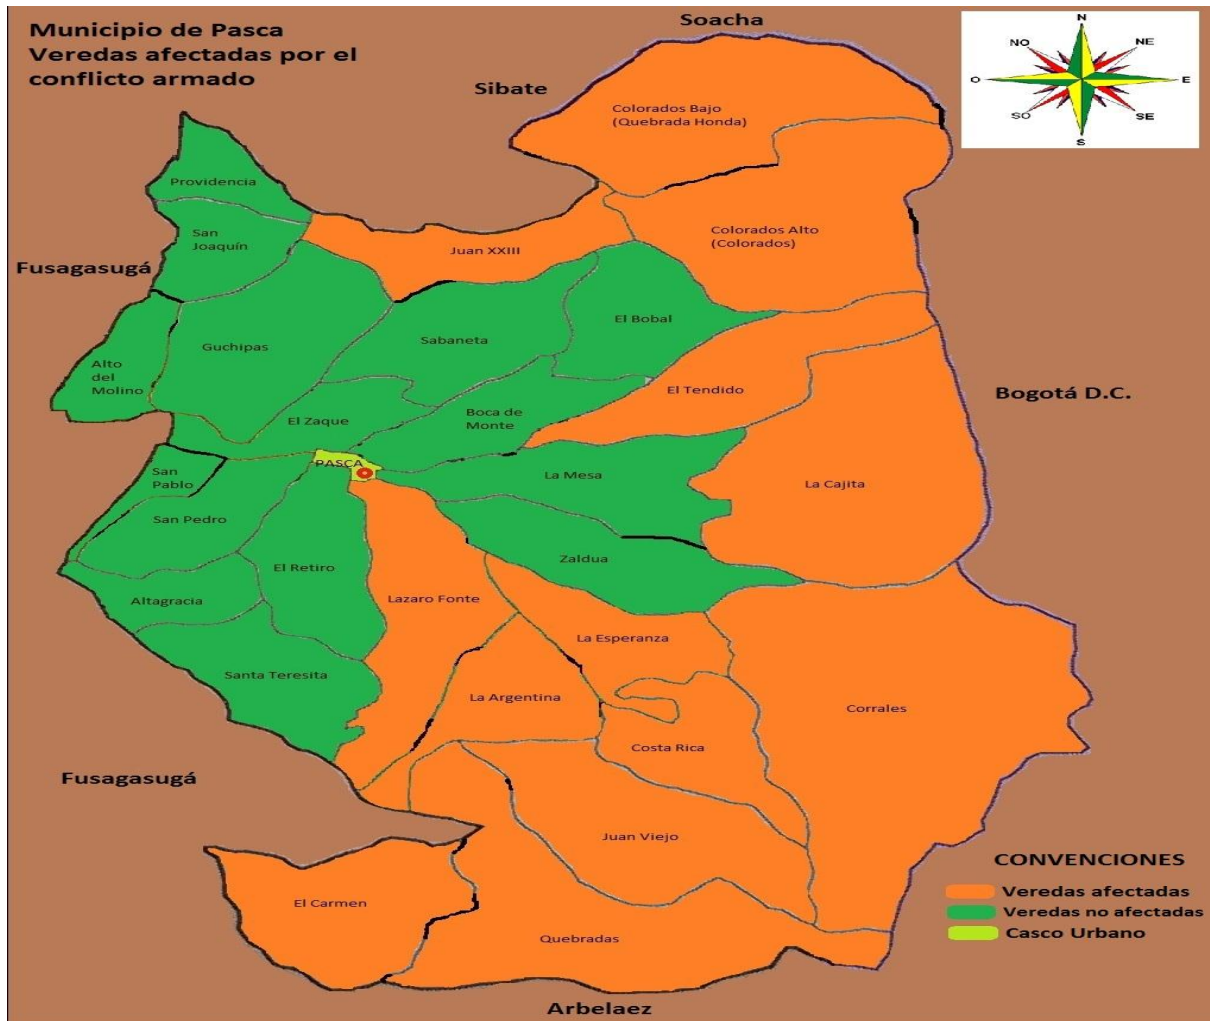 Municipio de Pasca
Veredas afectadas por el
conflicto armado
Soacha
N
NO
NE
O
E
SO
SE
S
Sibate
Colorados Bajo
(Quebrada Honda)
Providencia
San
Joaquín
Colorados Alto
(Colorados)
Juan XXIII
Fusagasugá
El Bobal
Sabaneta
Guchipas
Alto
del
Molino
El Tendido
Bogotá D.C.
Boca de
Monte
El Zaque
PASCA
San
Pablo
La Mesa
La Cajita
San Pedro
Zaldua
El Retiro
Altagracia
Lazaro Fonte
La Esperanza
Santa Teresita
La Argentina
Corrales
Costa Rica
Fusagasugá
Juan Viejo
CONVENCIONES
Veredas afectadas
Veredas no afectadas
Casco Urbano
El Carmen
Quebradas
Arbelaez